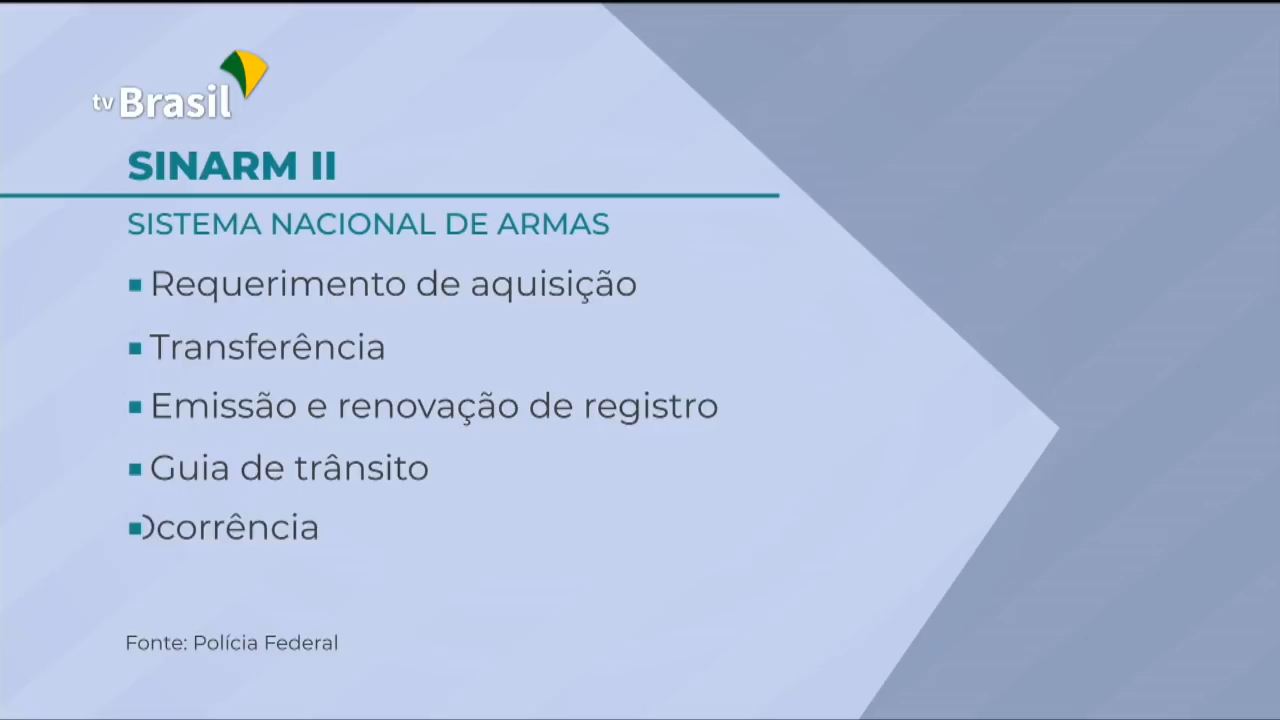 tv Brasil
SINARM II
SISTEMA NACIONAL DE ARMAS
Requerimento de aquisição
Transferência
Emissão e renovação de registro
Guia de trânsito
Ocorrência
Fonte: Polícia Federal